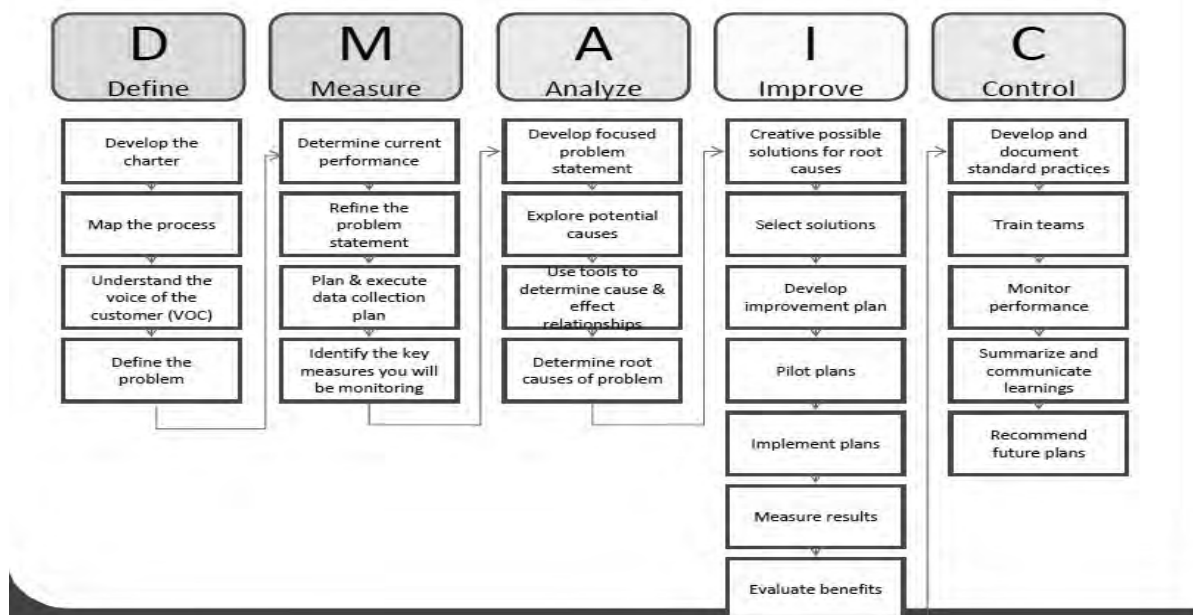 D
Define
Develop the
charter
Map the process
Understand the
voice of the
customer (VOC)
Define the
problem
M
Measure
Determine current
performance
Refine the
problem
statement
Plan & execute
data collection
plan
Identify the key
measures you will
be monitoring
A
Analyze
Develop focused
problem
statement
Explore potential
causes
Use tools to
determine cause &
effect
relationships
Determine root
causes of problem
I
Improve
Creative possible
solutions for root
causes
Select solutions
Develop
improvement plan
Pilot plans
Implement plans
Measure results
Evaluate benefits
C
Control
Develop and
document
standard practices
Train teams
Monitor
performance
Summarize and
communicate
learnings
Recommend
future plans